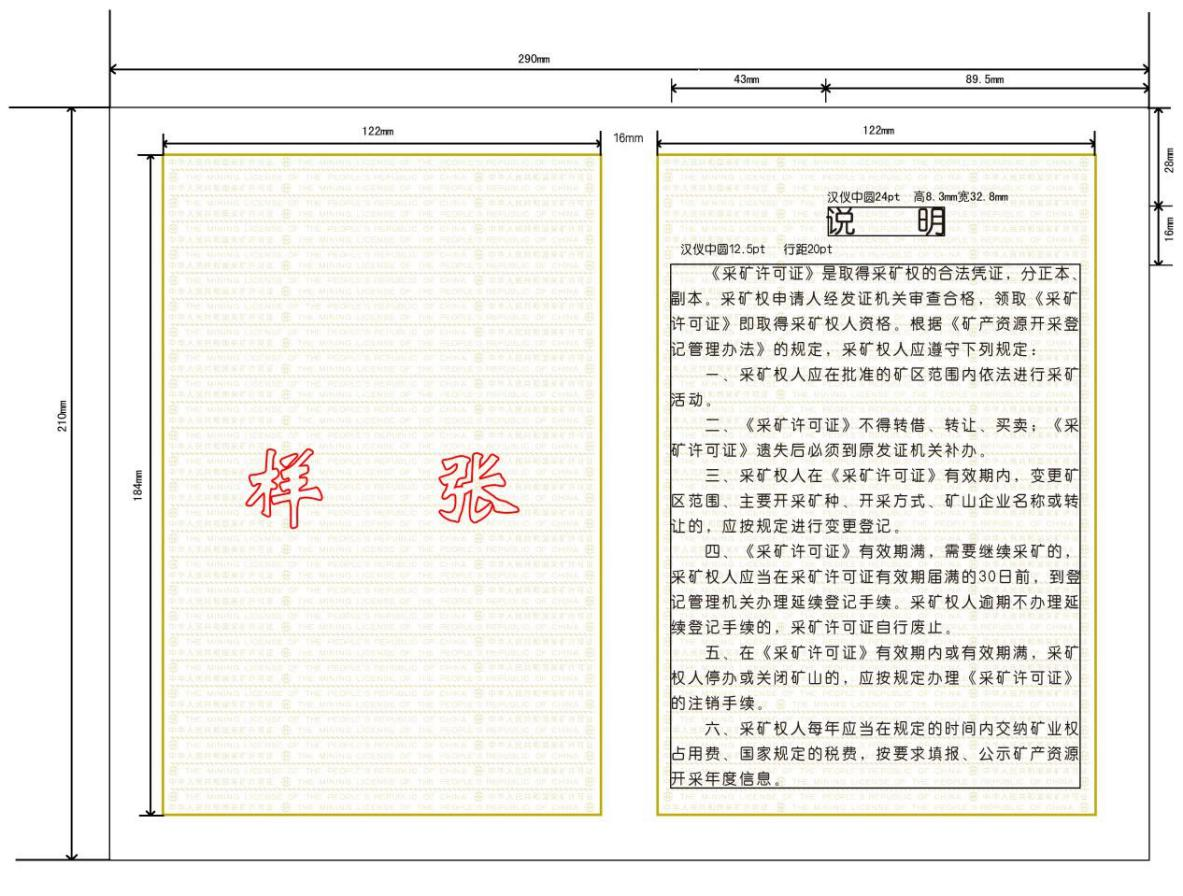 290mm
43mm
89.5mm
122mm
16mm
122mm
28mm
16mm
210mm
184mm
样 张
汉仪中圆24pt 高8.3mm宽32.8mm
说 明
汉仪中圆12.5pt 行距20pt
《采矿许可证》是取得采矿权的合法凭证，分正本、
副本。采矿权申请人经发证机关审查合格，领取《采矿
许可证》即取得采矿权人资格。根据《矿产资源开采登
记管理办法》的规定，采矿权人应遵守下列规定：
一、采矿权人应在批准的矿区范围内依法进行采矿
活动。
二、《采矿许可证》不得转借、转让、买卖；《采
矿许可证》遗失后必须到原发证机关补办。
三、采矿权人在《采矿许可证》有效期内，变更矿
区范围、主要开采矿种、开采方式、矿山企业名称或转
让的，应按规定进行变更登记。
四、《采矿许可证》有效期满，需要继续采矿的，
采矿权人应当在采矿许可证有效期届满的30日前，到登
记管理机关办理延续登记手续。采矿权人逾期不办理延
续登记手续的，采矿许可证自行废止。
五、在《采矿许可证》有效期内或有效期满，采矿
权人停办或关闭矿山的，应按规定办理《采矿许可证》
的注销手续。
六、采矿权人每年应当在规定的时间内交纳矿业权
占用费、国家规定的税费，按要求填报、公示矿产资源
开采年度信息。